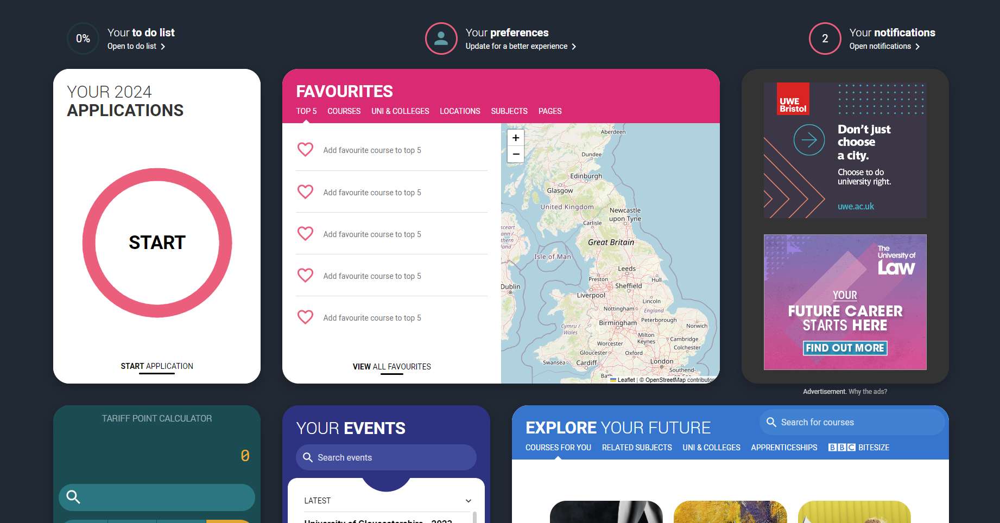 0%
Your to do list
Open to do list
Your preferences
Update for a better experience
2
Your notifications
Open notifications
YOUR 2024
APPLICATIONS
START
START APPLICATION
FAVOURITES
TOP 5 COURSES UNI & COLLEGES LOCATIONS SUBJECTS PAGES
Add favourite course to top 5
Add favourite course to top 5
Add favourite course to top 5
Add favourite course to top 5
Add favourite course to top 5
VIEW ALL FAVOURITES
+
−
Aberdeen
Dundee
Edinburgh
Glasgow
United Kingdom
Newcastle
upon Tyne
Carlisle
Great Britain
Isle of Man
Leeds
Preston
Hull
Dublin
Sheffield
Liverpool
Lincoln
Nottingham
England
Peterborough
Birmingham
Norwich
Cymru /
Wales
Milton
Keynes
Cambridge
Worcester
Colchester
Gloucester
Oxford
Swansea
Cardiff
London
Southend-
Bath
Leaflet | © OpenStreetMap contributors
UWE
Bristol
Don't just
choose
a city.
Choose to do
university right.
uwe.ac.uk
The
University of
Law
YOUR
FUTURE CAREER
STARTS HERE
FIND OUT MORE
Advertisement. Why the ads?
TARIFF POINT CALCULATOR
0
YOUR EVENTS
Search events
LATEST
University of Gloucestershire - 2023
EXPLORE YOUR FUTURE
Search for courses
COURSES FOR YOU RELATED SUBJECTS UNI & COLLEGES APPRENTICESHIPS BBC BITESIZE